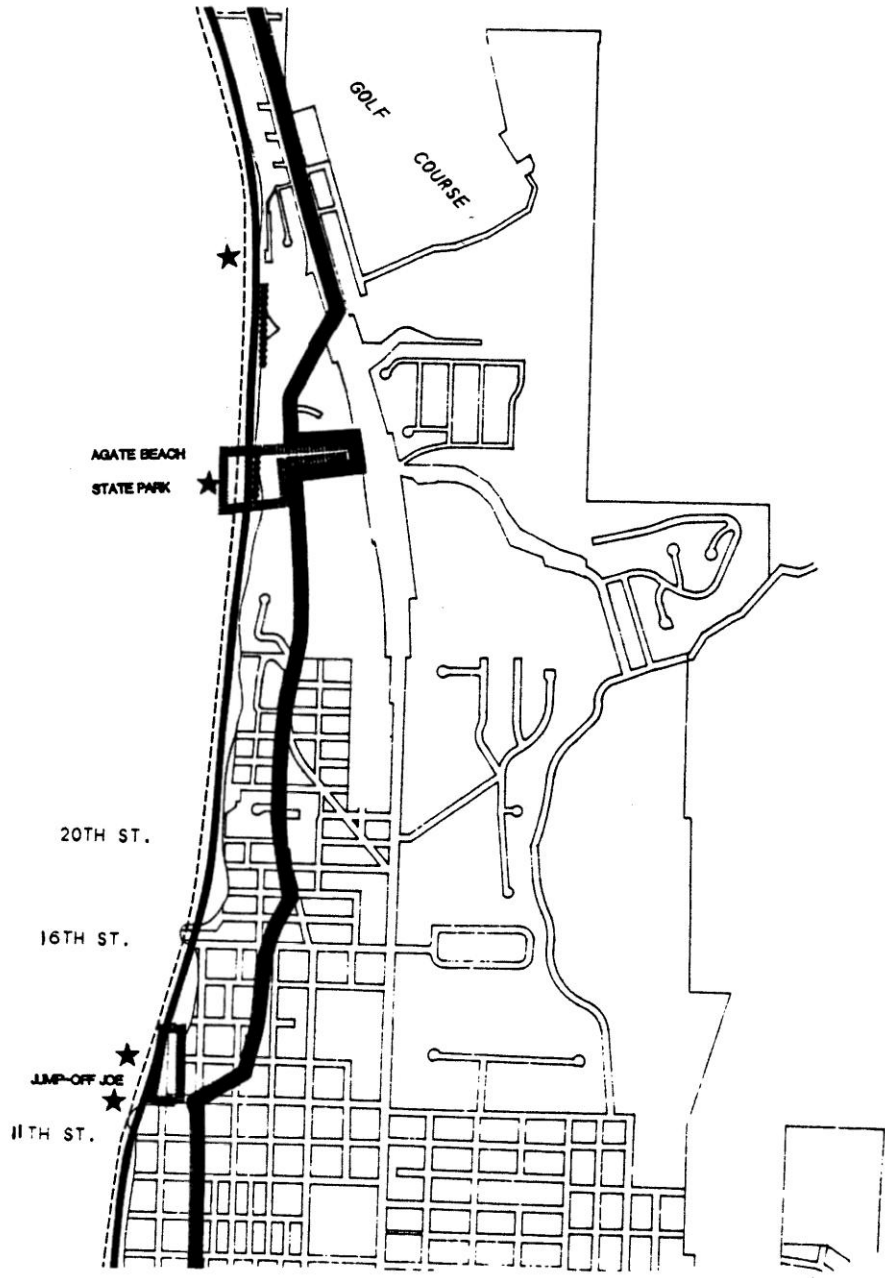 GOLF
COURSE
AGATE BEACH
STATE PARK
20TH ST.
16TH ST.
JUMP-OFF JOE
11TH ST.